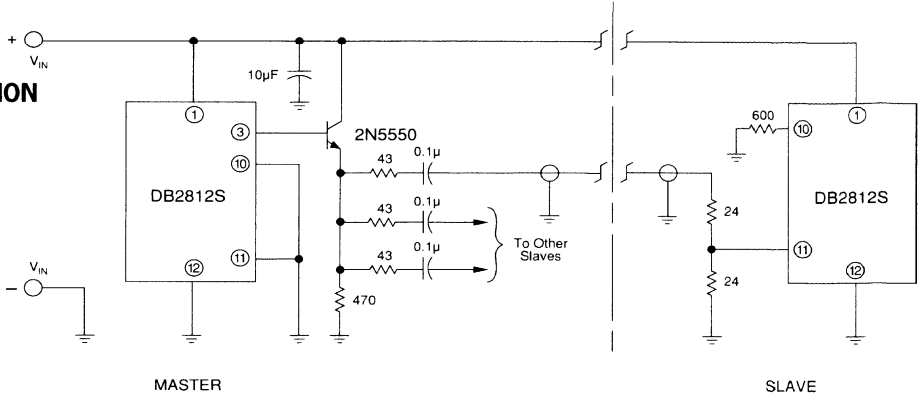 +
V_IN
ION
10µF
1
3
2N5550
10
DB2812S
11
12
43
0.1µ
43
0.1µ
43
0.1µ
To Other
Slaves
470
V_IN
−
MASTER
600
10
1
DB2812S
24
11
24
12
SLAVE